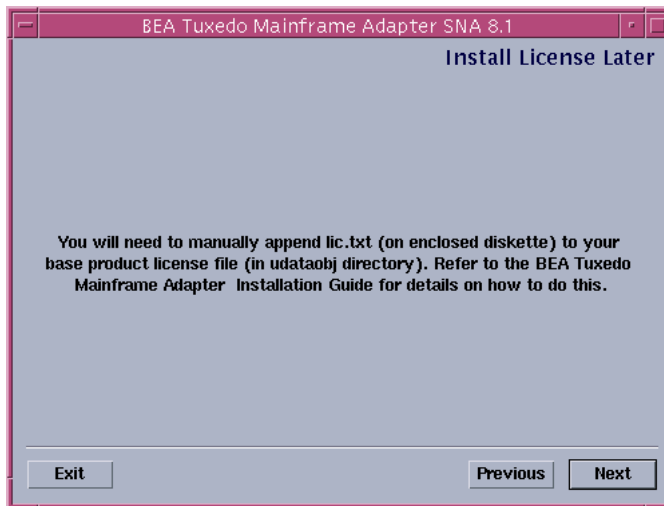 BEA Tuxedo Mainframe Adapter SNA 8.1
Install License Later
You will need to manually append lic.txt (on enclosed diskette) to your
base product license file (in udataobj directory). Refer to the BEA Tuxedo
Mainframe Adapter Installation Guide for details on how to do this.
Exit
Previous
Next